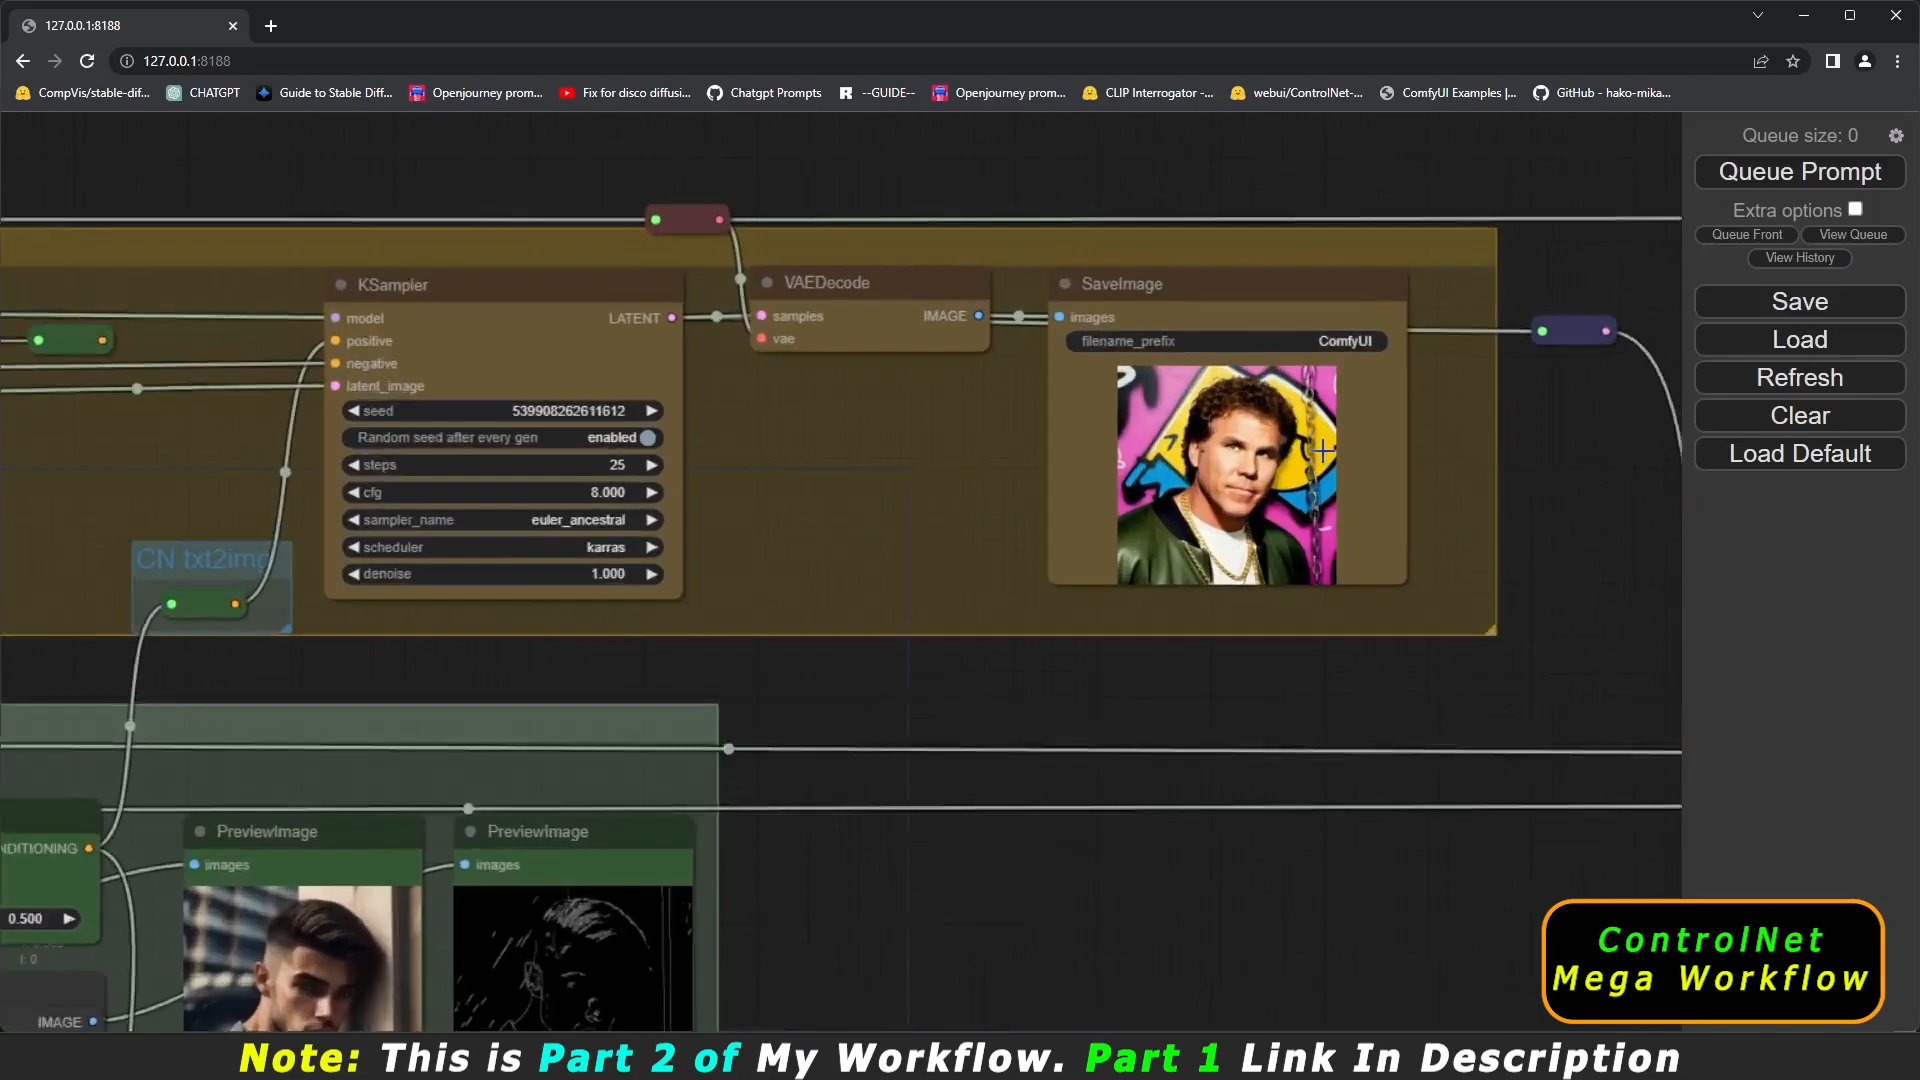 127.0.0.1:8188
127.0.0.1:8188
CompVis/stable-dif...
CHATGPT
Guide to Stable Diff...
Openjourney prom...
Fix for disco diffusi...
Chatgpt Prompts
--GUIDE--
Openjourney prom...
CLIP Interrogator -...
webui/ControlNet-...
ComfyUI Examples |...
GitHub - hako-mika...
Queue size: 0
Queue Prompt
Extra options
Queue Front
View Queue
View History
Save
Load
Refresh
Clear
Load Default
KSampler
model
LATENT
positive
negative
latent_image
seed 539908262611612
Random seed after every gen enabled
steps 25
cfg 8.000
sampler_name euler_ancestral
scheduler karras
denoise 1.000
VAEDecode
samples IMAGE
vae
SaveImage
images
filename_prefix ComfyUI
CN txt2img
NDITIONING
0.500
I: 0
IMAGE
PreviewImage
images
PreviewImage
images
ControlNet
Mega Workflow
Note: This is Part 2 of My Workflow. Part 1 Link In Description